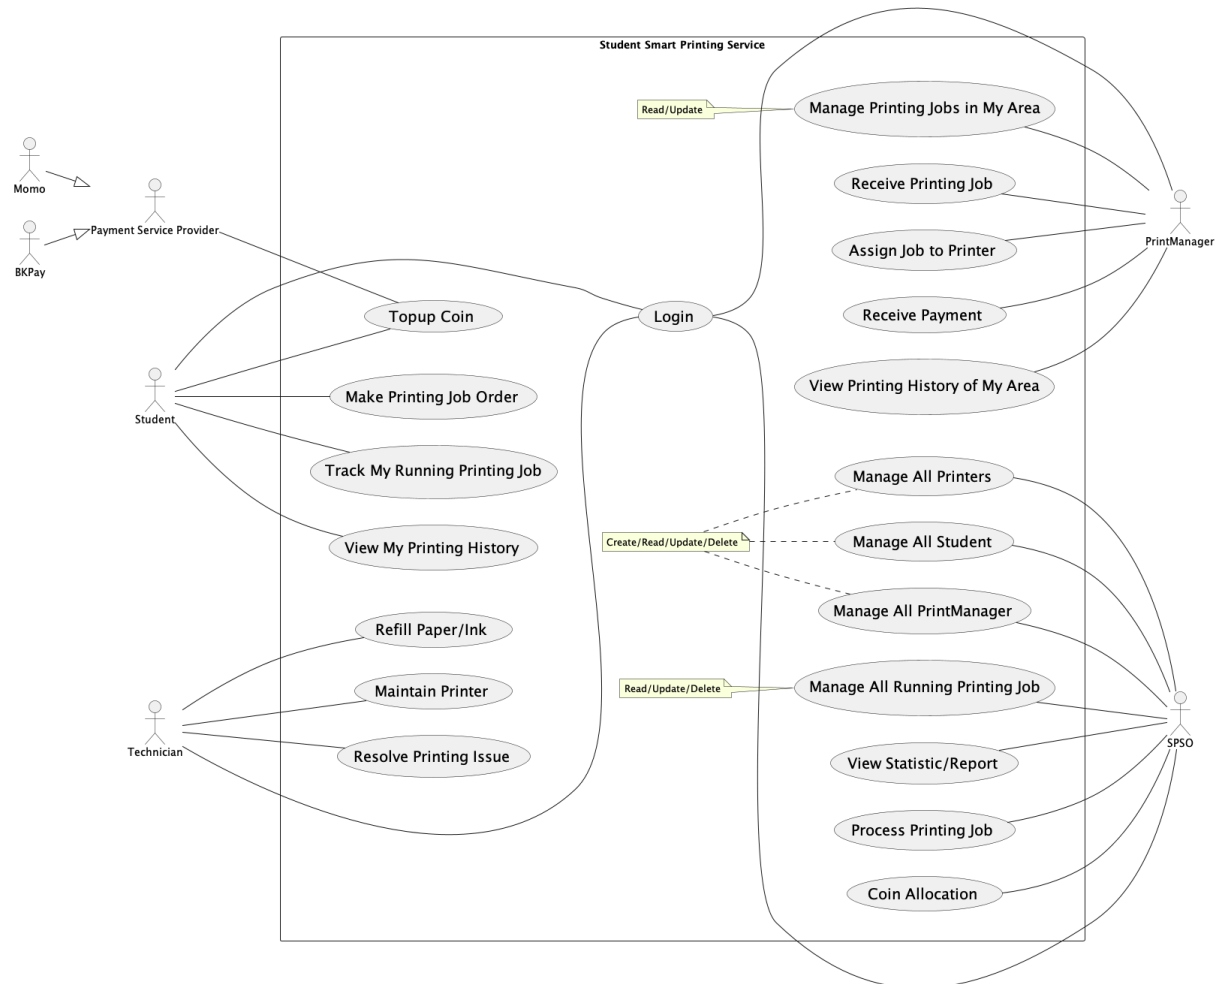 Student Smart Printing Service
Read/Update
Manage Printing Jobs in My Area
Momo
Receive Printing Job
Payment Service Provider
PrintManager
BKPay
Assign Job to Printer
Topup Coin
Login
Receive Payment
Make Printing Job Order
View Printing History of My Area
Student
Track My Running Printing Job
Manage All Printers
View My Printing History
Create/Read/Update/Delete
Manage All Student
Manage All PrintManager
Refill Paper/Ink
Maintain Printer
Read/Update/Delete
Manage All Running Printing Job
Technician
SPSO
Resolve Printing Issue
View Statistic/Report
Process Printing Job
Coin Allocation